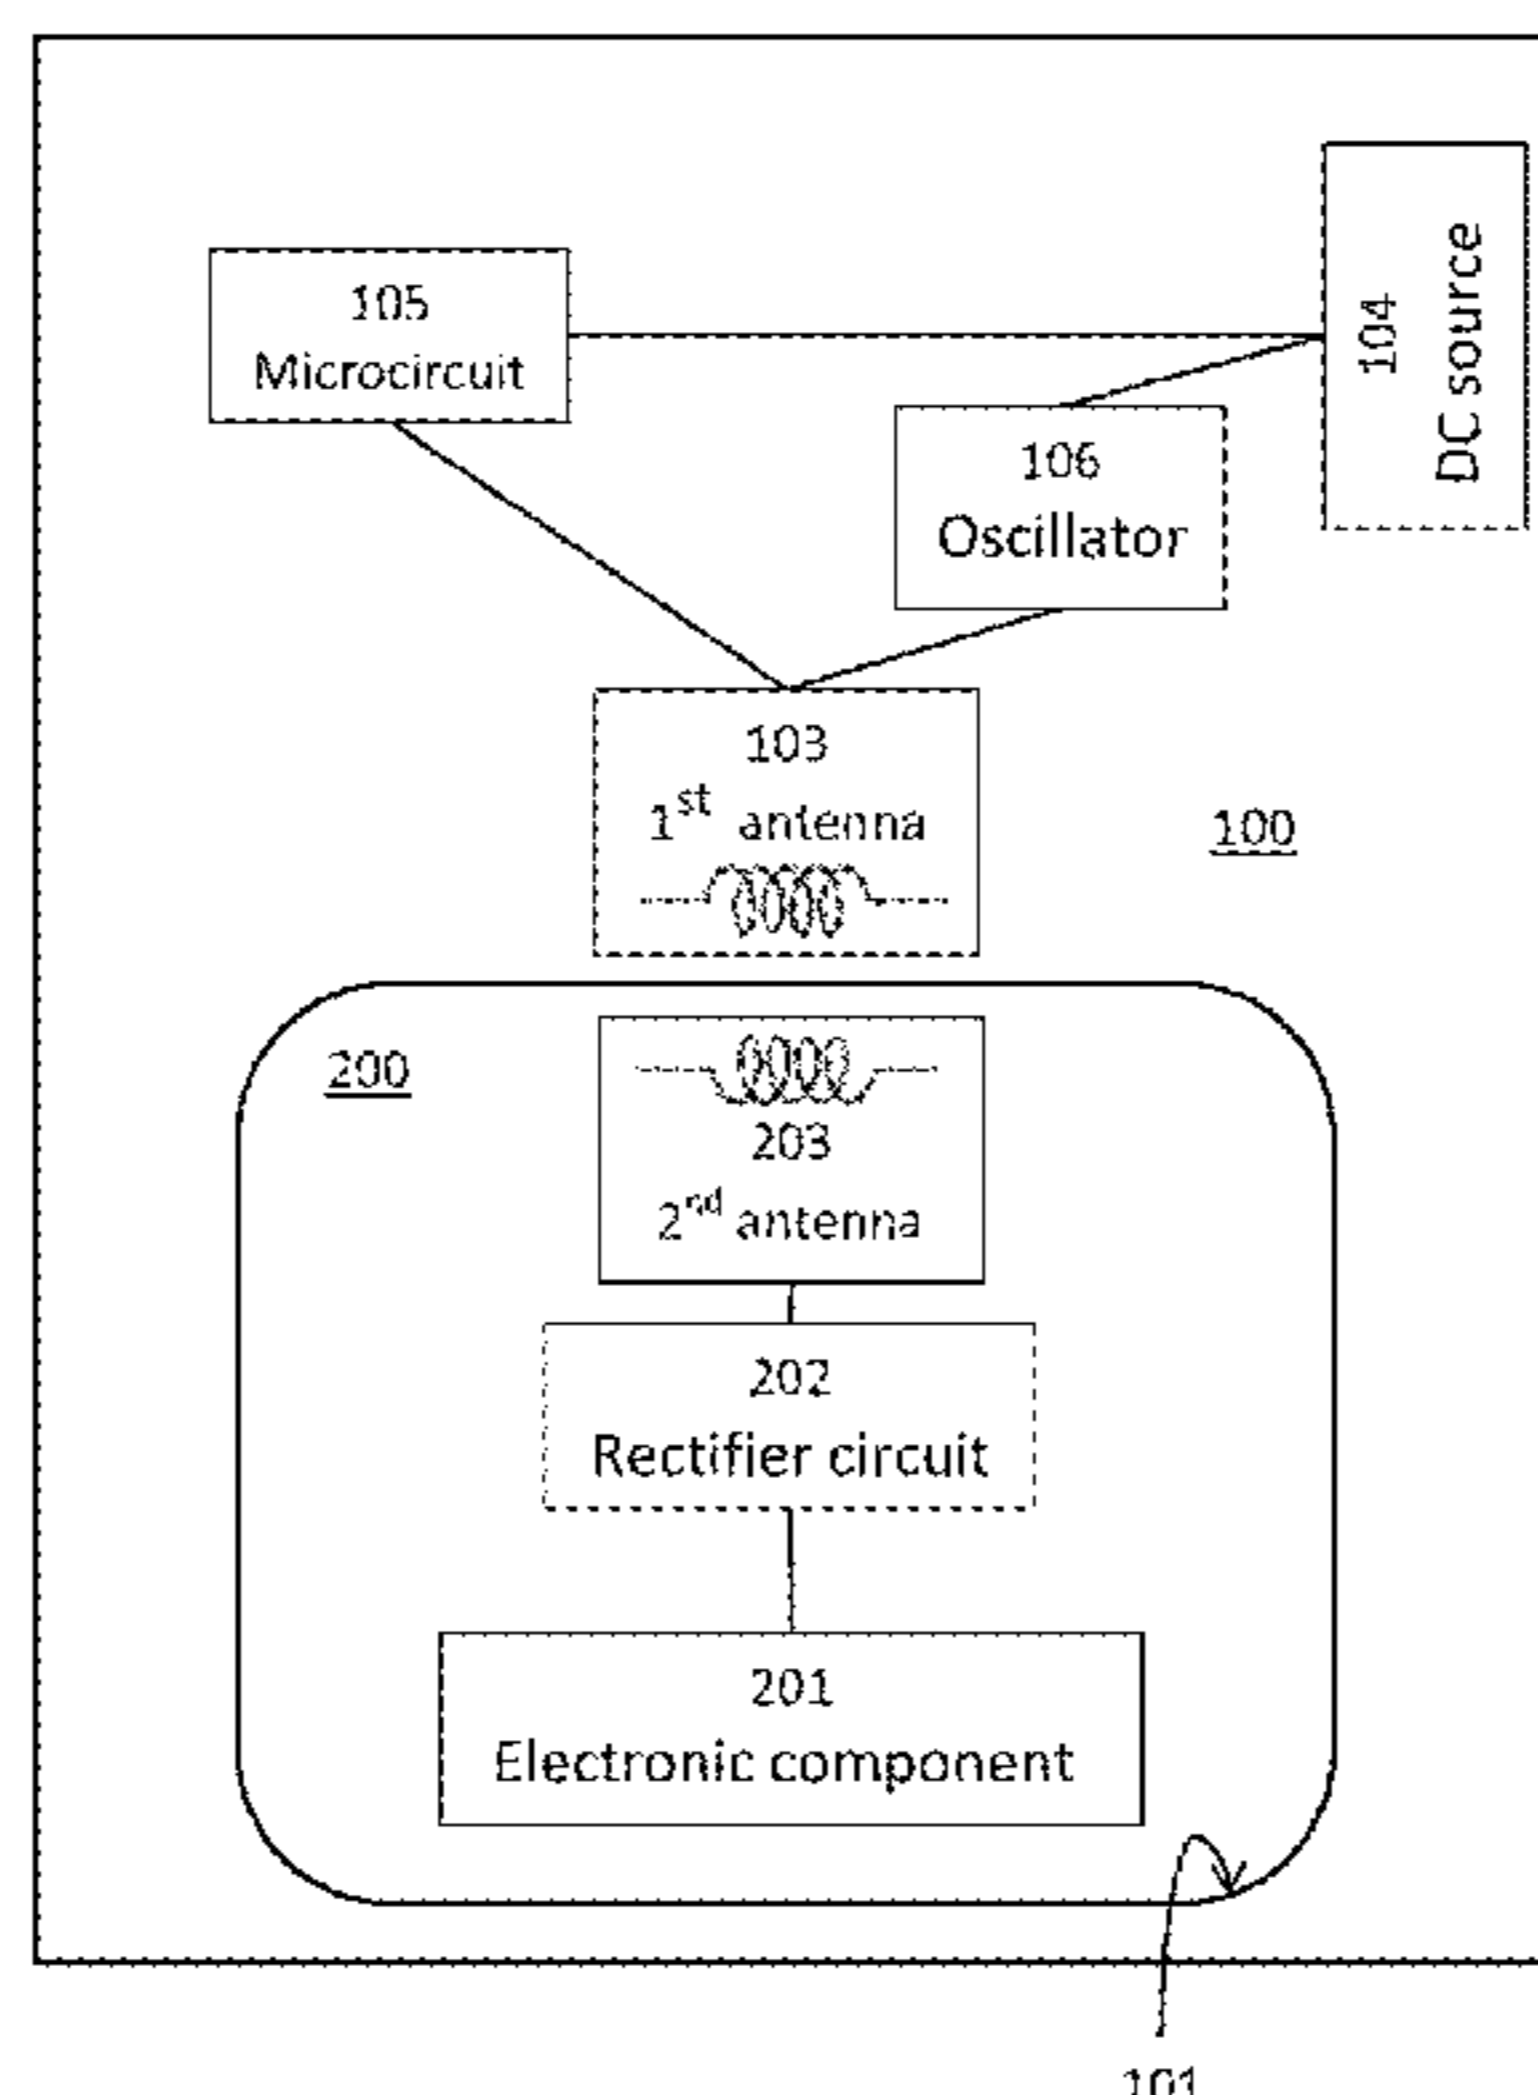 105
Microcircuit
104
DC source
106
Oscillator
103
1st antenna
100
200
203
2nd antenna
202
Rectifier circuit
201
Electronic component
101